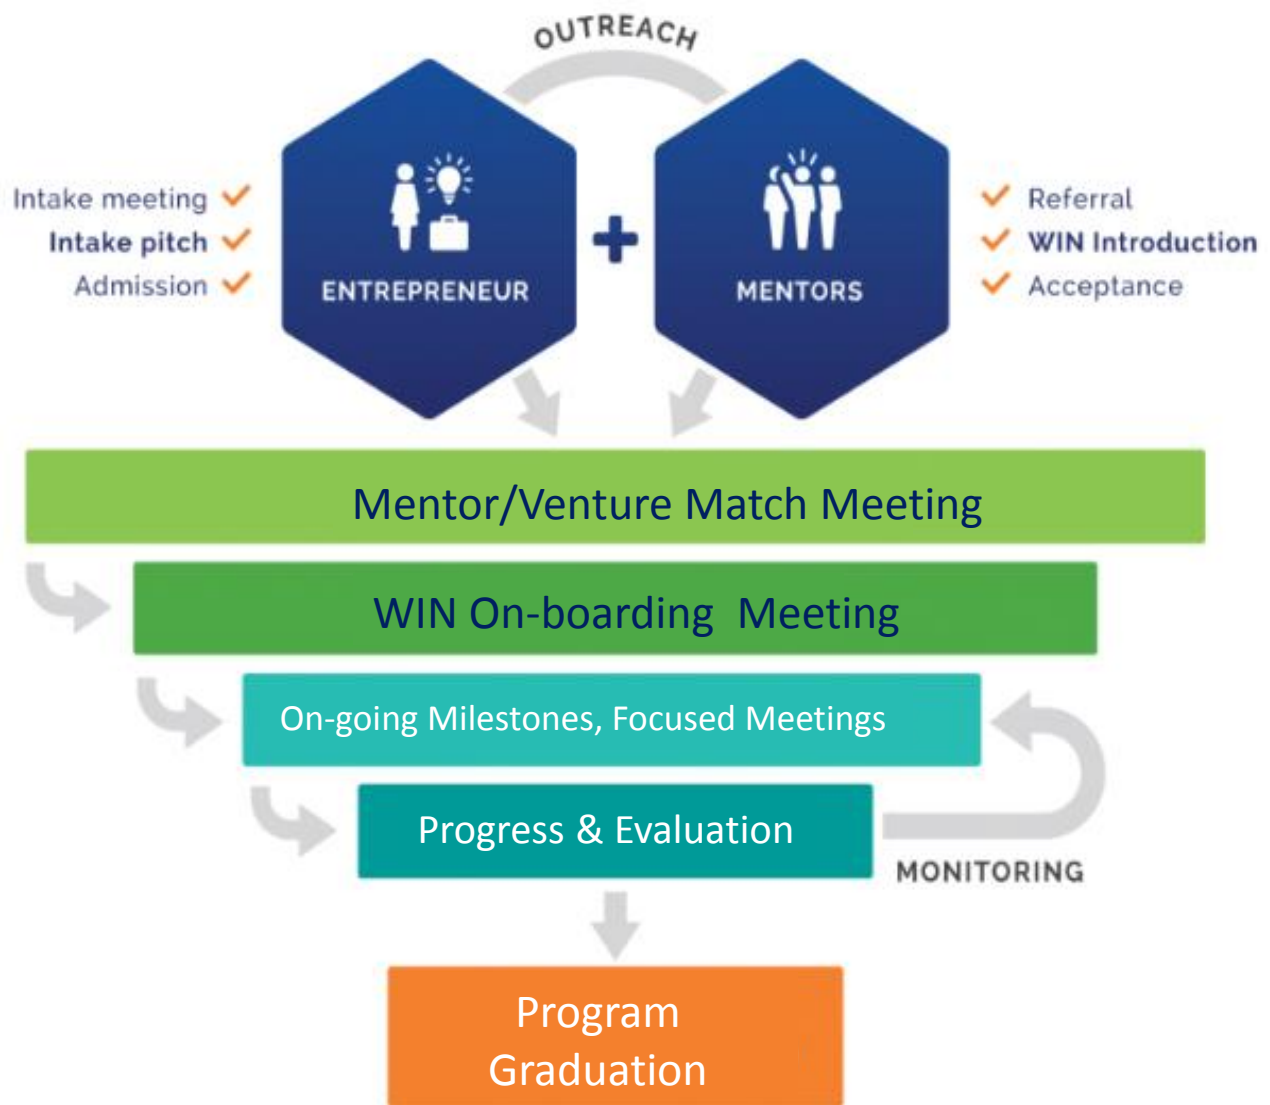 OUTREACH
Intake meeting
Intake pitch
Admission
ENTREPRENEUR
MENTORS
Referral
WIN Introduction
Acceptance
Mentor/Venture Match Meeting
WIN On-boarding  Meeting
On-going Milestones, Focused Meetings
Progress & Evaluation
MONITORING
Program
Graduation